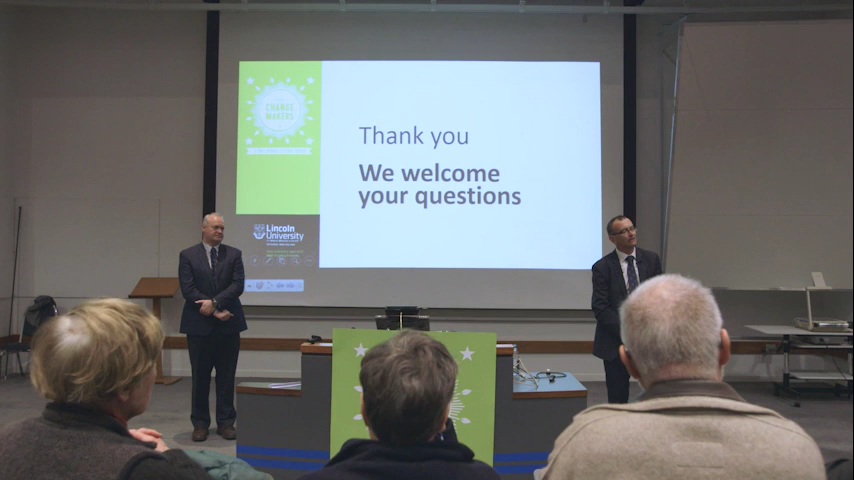 CHANGE
MAKERS
Thank you
We welcome
your questions
Lincoln
University